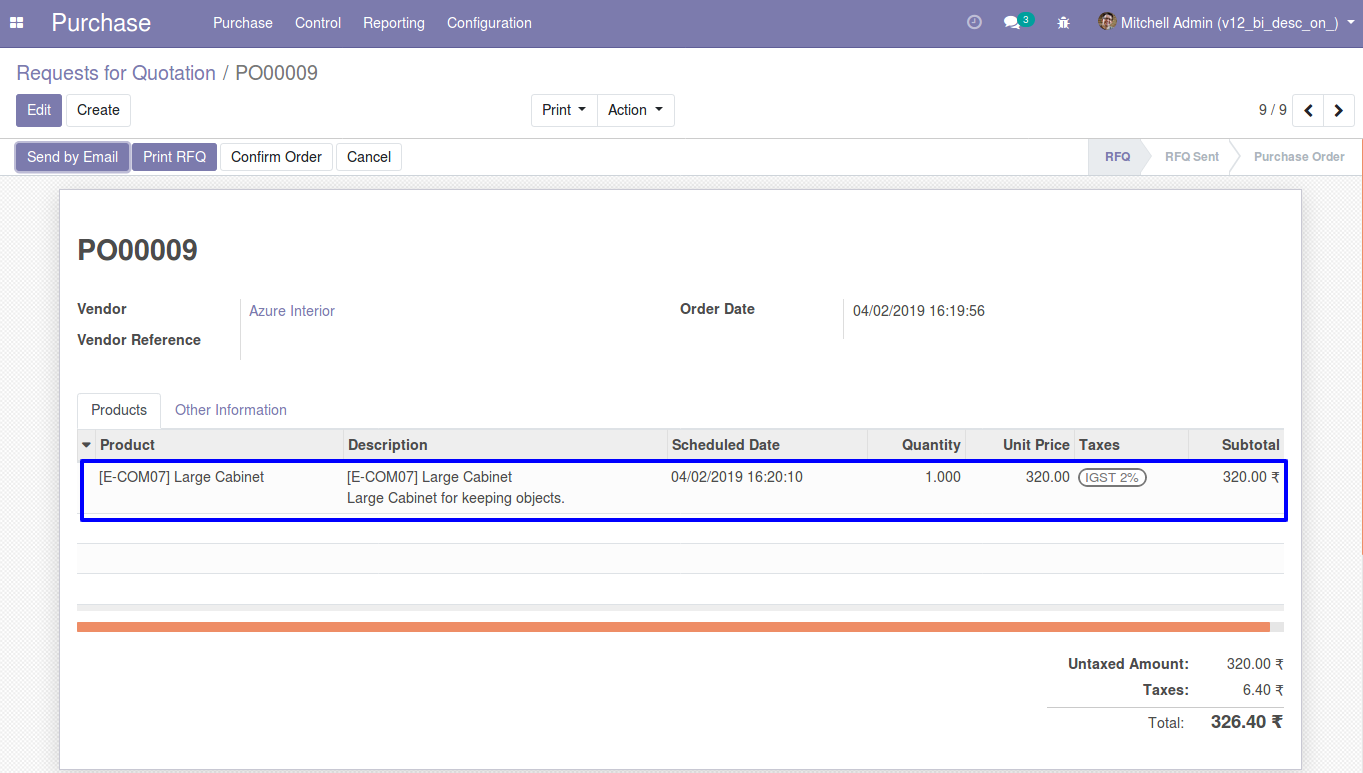 Purchase Purchase Control Reporting Configuration 3 Mitchell Admin (v12_bi_desc_on_)
Requests for Quotation / PO00009
Edit Create Print Action 9 / 9
Send by Email Print RFQ Confirm Order Cancel RFQ RFQ Sent Purchase Order
PO00009
Vendor Azure Interior Order Date 04/02/2019 16:19:56
Vendor Reference
Products Other Information
Product Description Scheduled Date Quantity Unit Price Taxes Subtotal
[E-COM07] Large Cabinet [E-COM07] Large Cabinet 04/02/2019 16:20:10 1.000 320.00 IGST 2% 320.00 ₹
Large Cabinet for keeping objects.
Untaxed Amount: 320.00 ₹
Taxes: 6.40 ₹
Total: 326.40 ₹